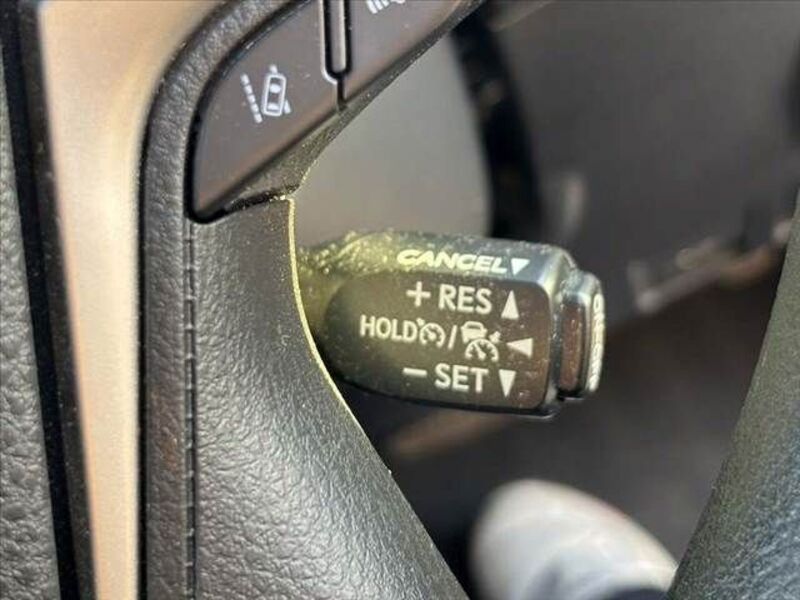 CANCEL▼
+ RES ▲
HOLD / ◀
− SET ▼